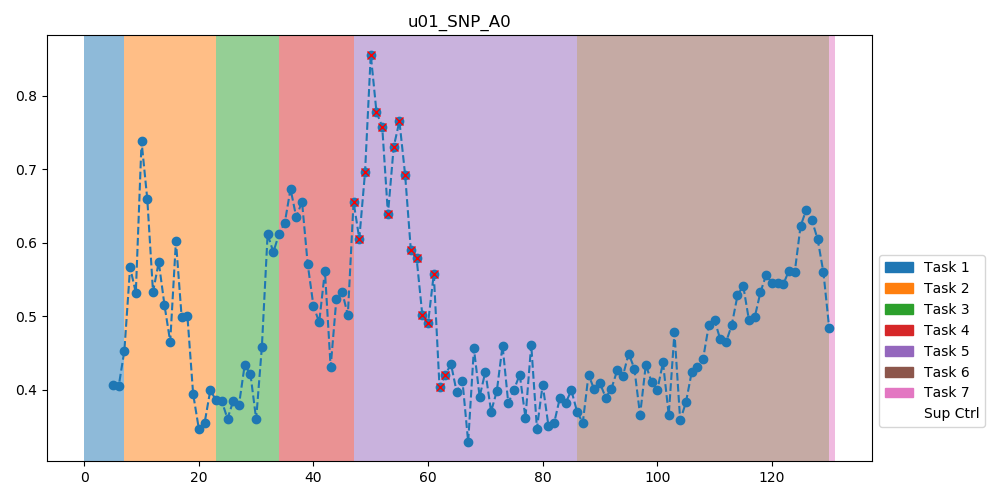 u01_SNP_A0
0.8
0.7
0.6
0.5
0.4
0 20 40 60 80 100 120
Task 1
Task 2
Task 3
Task 4
Task 5
Task 6
Task 7
Sup Ctrl